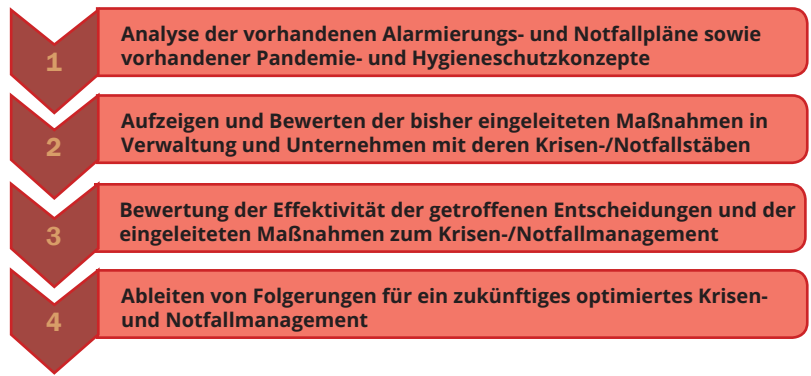 1
Analyse der vorhandenen Alarmierungs- und Notfallpläne sowie
vorhandener Pandemie- und Hygieneschutzkonzepte
2
Aufzeigen und Bewerten der bisher eingeleiteten Maßnahmen in
Verwaltung und Unternehmen mit deren Krisen-/Notfallstäben
3
Bewertung der Effektivität der getroffenen Entscheidungen und der
eingeleiteten Maßnahmen zum Krisen-/Notfallmanagement
4
Ableiten von Folgerungen für ein zukünftiges optimiertes Krisen-
und Notfallmanagement